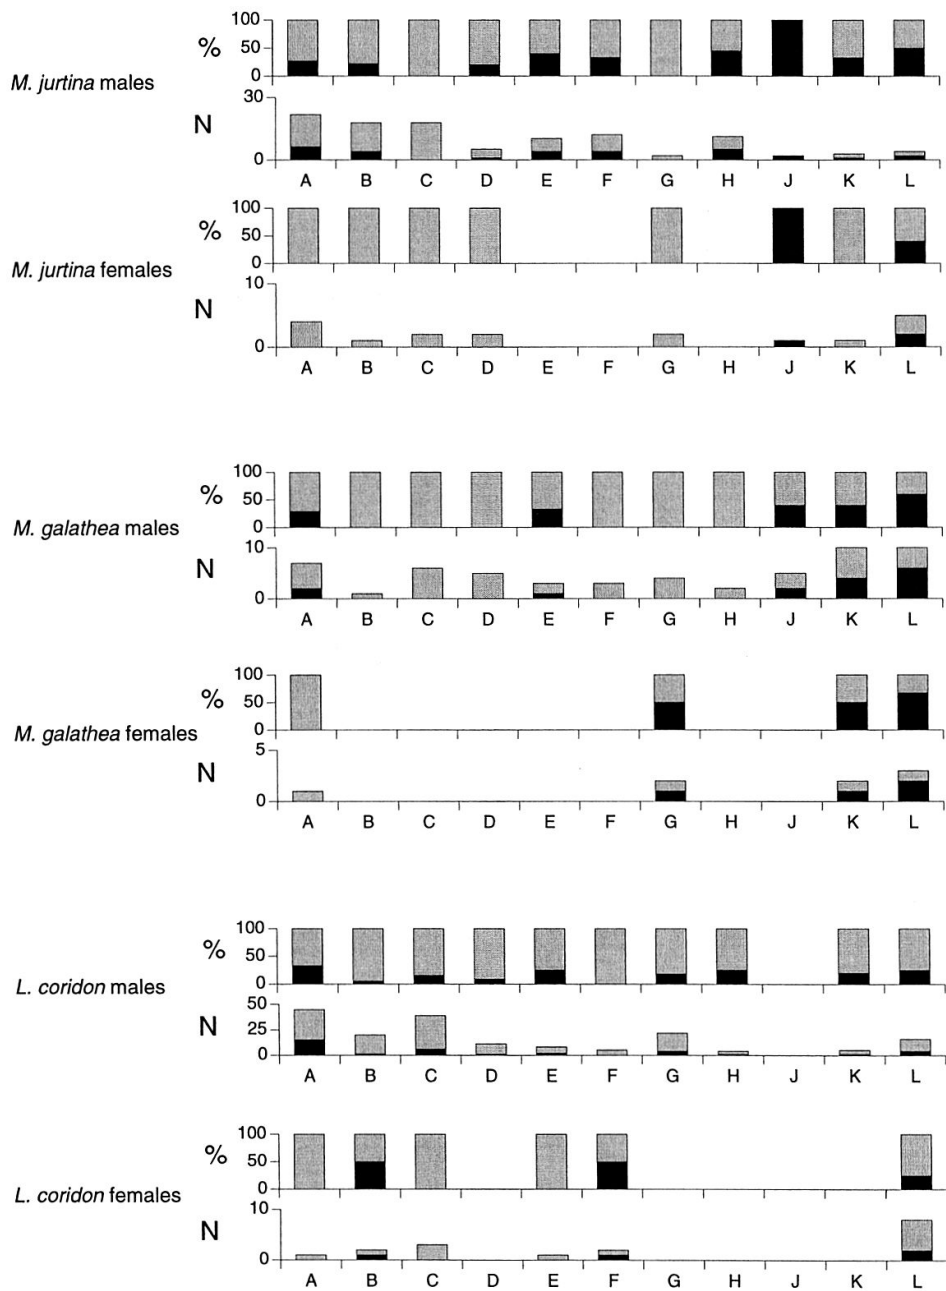 100
% 50
0
M. jurtina males
30
N
0
A B C D E F G H J K L
100
% 50
0
M. jurtina females
10
N
0
A B C D E F G H J K L
100
% 50
0
M. galathea males
10
N
0
A B C D E F G H J K L
100
% 50
0
M. galathea females
5
N
0
A B C D E F G H J K L
100
% 50
0
L. coridon males
50
N 25
0
A B C D E F G H J K L
100
% 50
0
L. coridon females
10
N
0
A B C D E F G H J K L